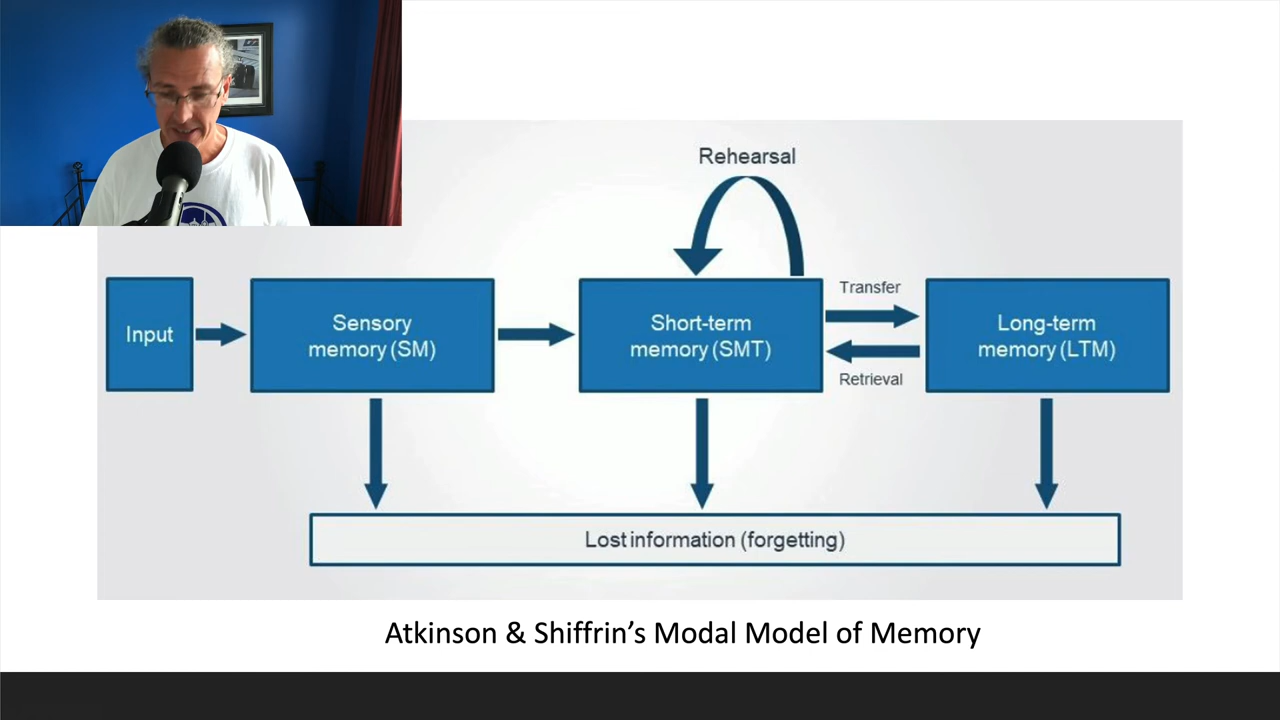 Rehearsal
Input
Sensory
memory (SM)
Short-term
memory (SMT)
Transfer
Retrieval
Long-term
memory (LTM)
Lost information (forgetting)
Atkinson & Shiffrin’s Modal Model of Memory